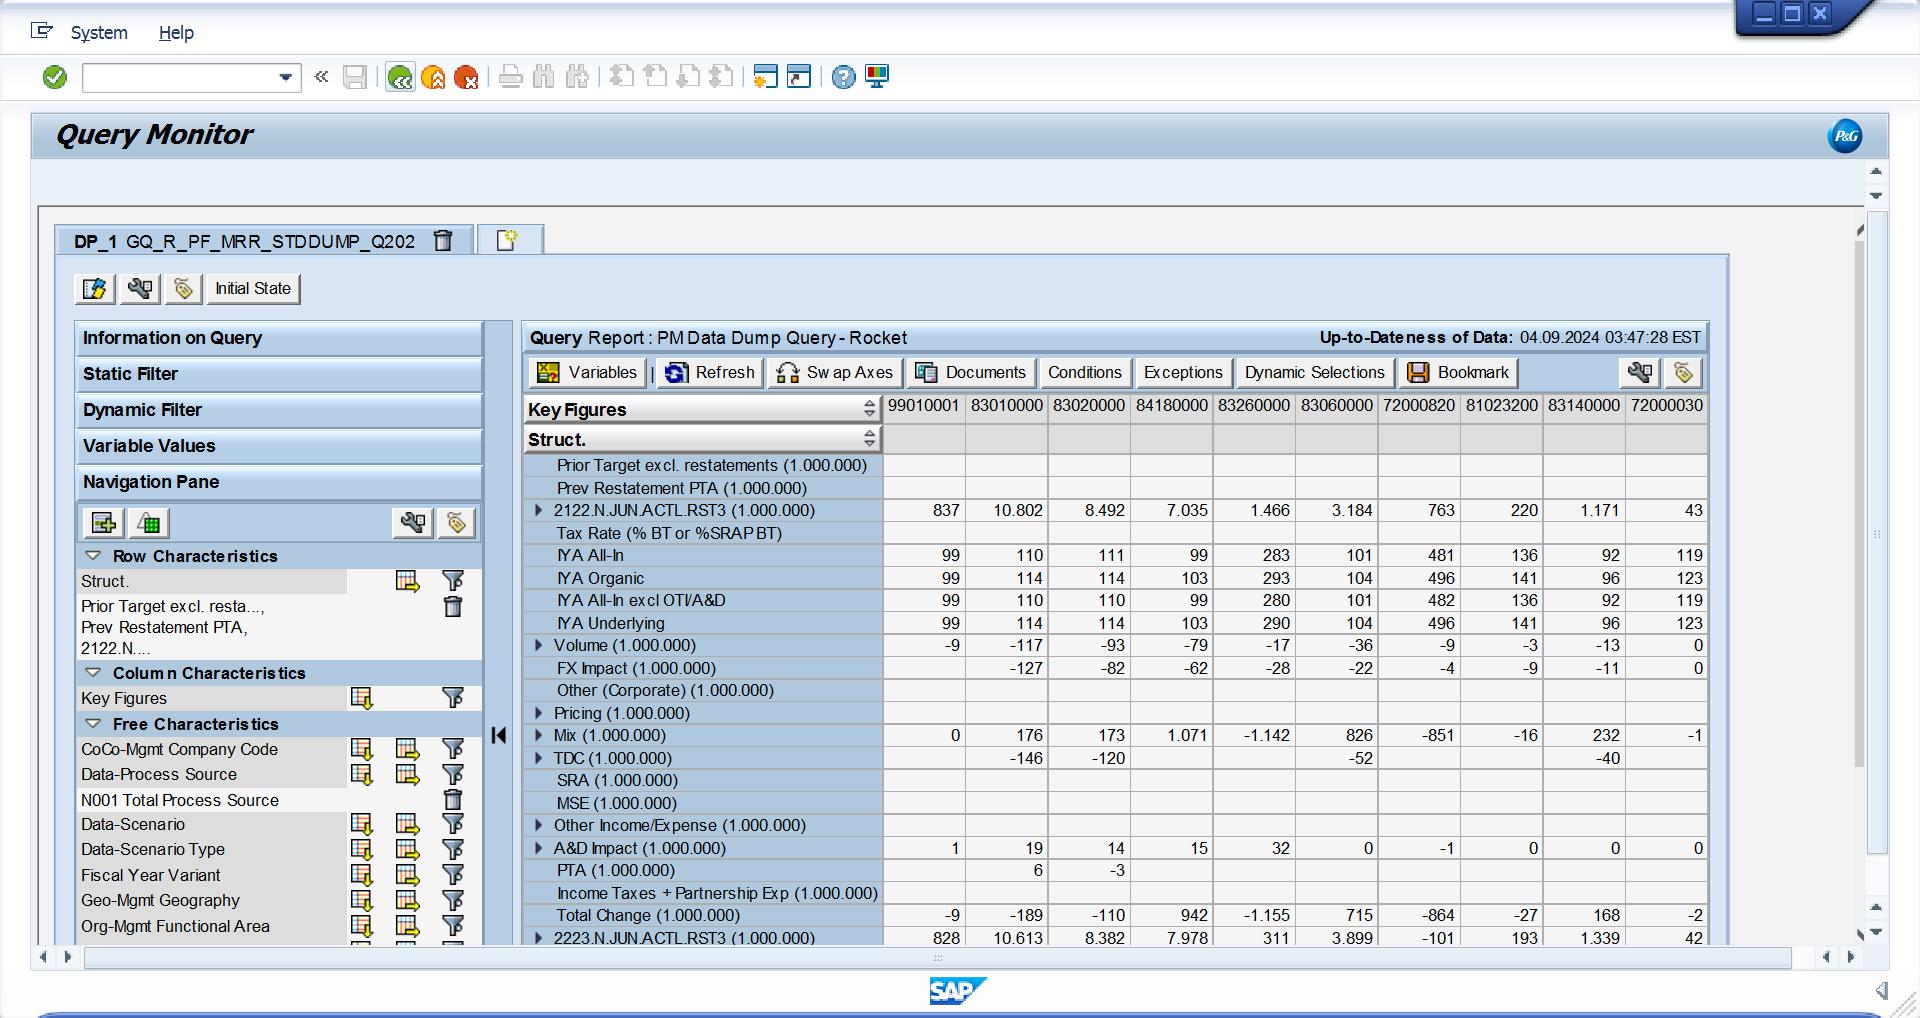 System Help
Query Monitor
P&G
DP_1 GQ_R_PF_MRR_STDDUMP_Q202
Initial State
Information on Query
Static Filter
Dynamic Filter
Variable Values
Navigation Pane
Row Characteristics
Struct.
Prior Target excl. resta...,
Prev Restatement PTA,
2122.N....
Column Characteristics
Key Figures
Free Characteristics
CoCo-Mgmt Company Code
Data-Process Source
N001 Total Process Source
Data-Scenario
Data-Scenario Type
Fiscal Year Variant
Geo-Mgmt Geography
Org-Mgmt Functional Area
Query Report : PM Data Dump Query - Rocket Up-to-Dateness of Data: 04.09.2024 03:47:28 EST
Variables | Refresh Swap Axes Documents Conditions Exceptions Dynamic Selections Bookmark
Key Figures 99010001 83010000 83020000 84180000 83260000 83060000 72000820 81023200 83140000 72000030
Struct.
Prior Target excl. restatements (1.000.000)
Prev Restatement PTA (1.000.000)
2122.N.JUN.ACTL.RST3 (1.000.000) 837 10.802 8.492 7.035 1.466 3.184 763 220 1.171 43
Tax Rate (% BT or %SRAPBT)
IYA All-In 99 110 111 99 283 101 481 136 92 119
IYA Organic 99 114 114 103 293 104 496 141 96 123
IYA All-In excl OTI/A&D 99 110 110 99 280 101 482 136 92 119
IYA Underlying 99 114 114 103 290 104 496 141 96 123
Volume (1.000.000) -9 -117 -93 -79 -17 -36 -9 -3 -13 0
FX Impact (1.000.000) -127 -82 -62 -28 -22 -4 -9 -11 0
Other (Corporate) (1.000.000)
Pricing (1.000.000)
Mix (1.000.000) 0 176 173 1.071 -1.142 826 -851 -16 232 -1
TDC (1.000.000) -146 -120 -52 -40
SRA (1.000.000)
MSE (1.000.000)
Other Income/Expense (1.000.000)
A&D Impact (1.000.000) 1 19 14 15 32 0 -1 0 0 0
PTA (1.000.000) 6 -3
Income Taxes + Partnership Exp (1.000.000)
Total Change (1.000.000) -9 -189 -110 942 -1.155 715 -864 -27 168 -2
2223.N.JUN.ACTL.RST3 (1.000.000) 828 10.613 8.382 7.978 311 3.899 -101 193 1.339 42
SAP